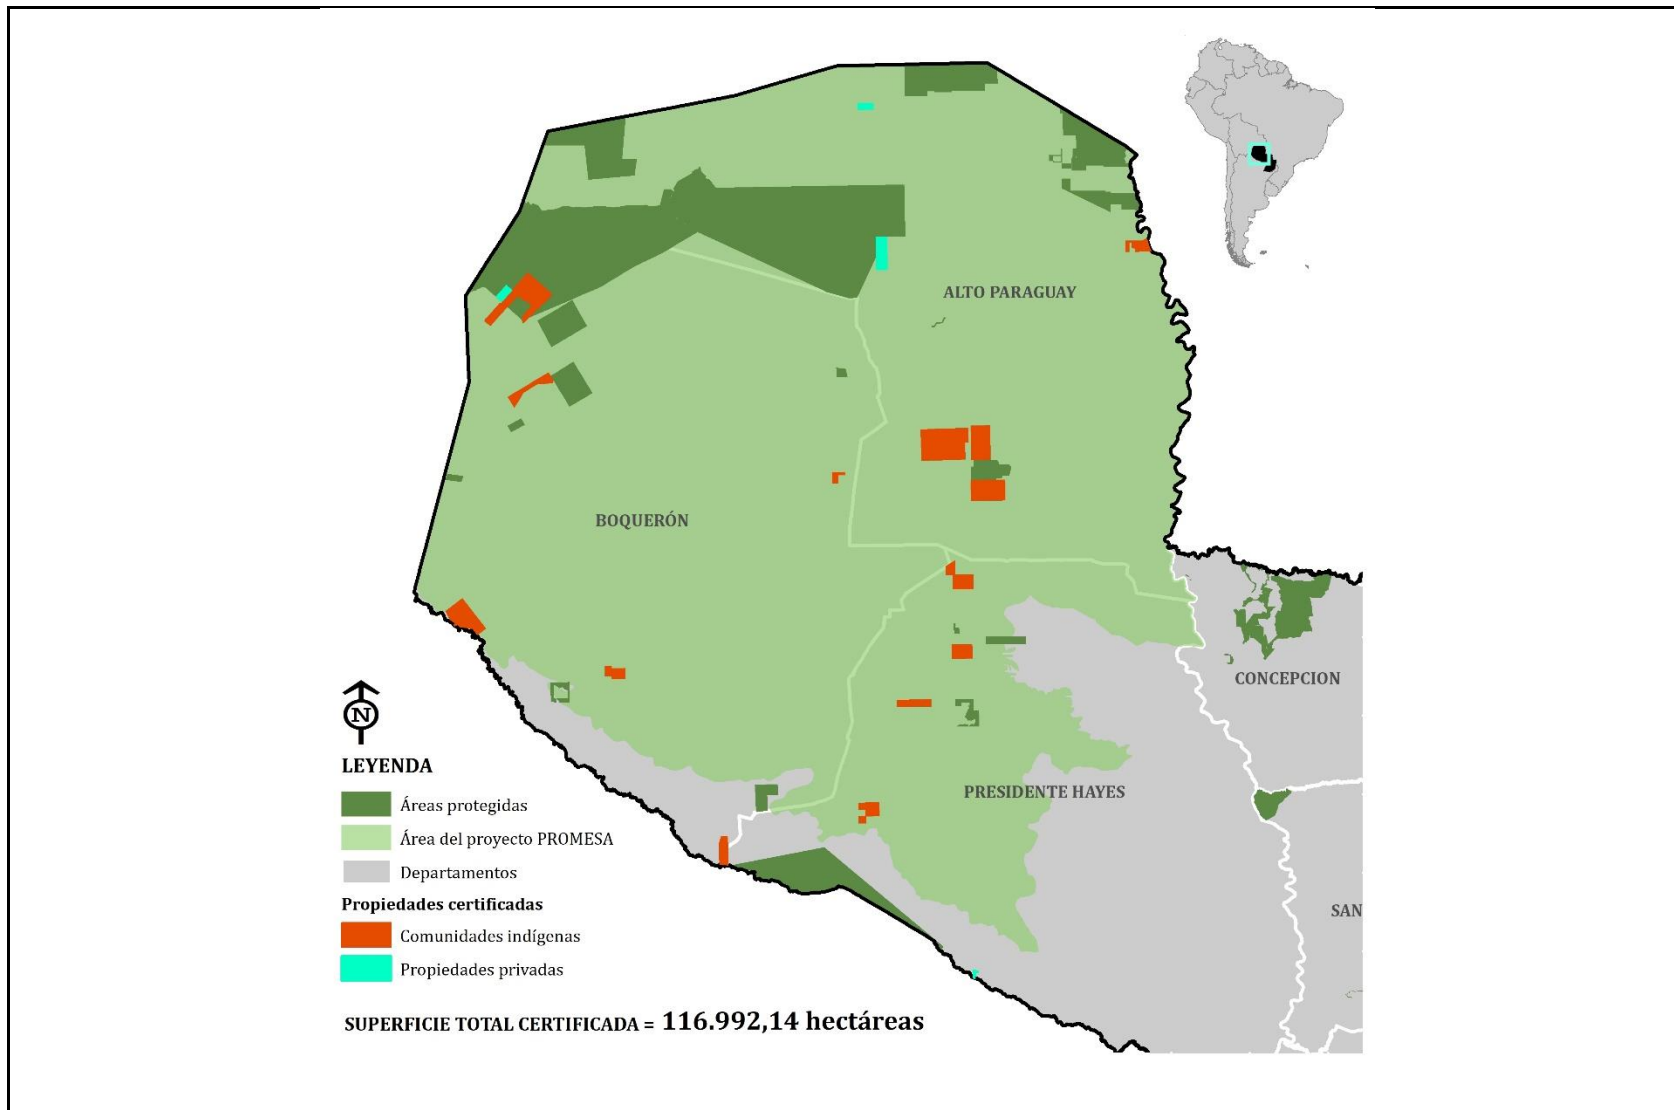 ALTO PARAGUAY
BOQUERÓN
CONCEPCION
PRESIDENTE HAYES
SAN
N
LEYENDA
Áreas protegidas
Área del proyecto PROMESA
Departamentos
Propiedades certificadas
Comunidades indígenas
Propiedades privadas
SUPERFICIE TOTAL CERTIFICADA = 116.992,14 hectáreas